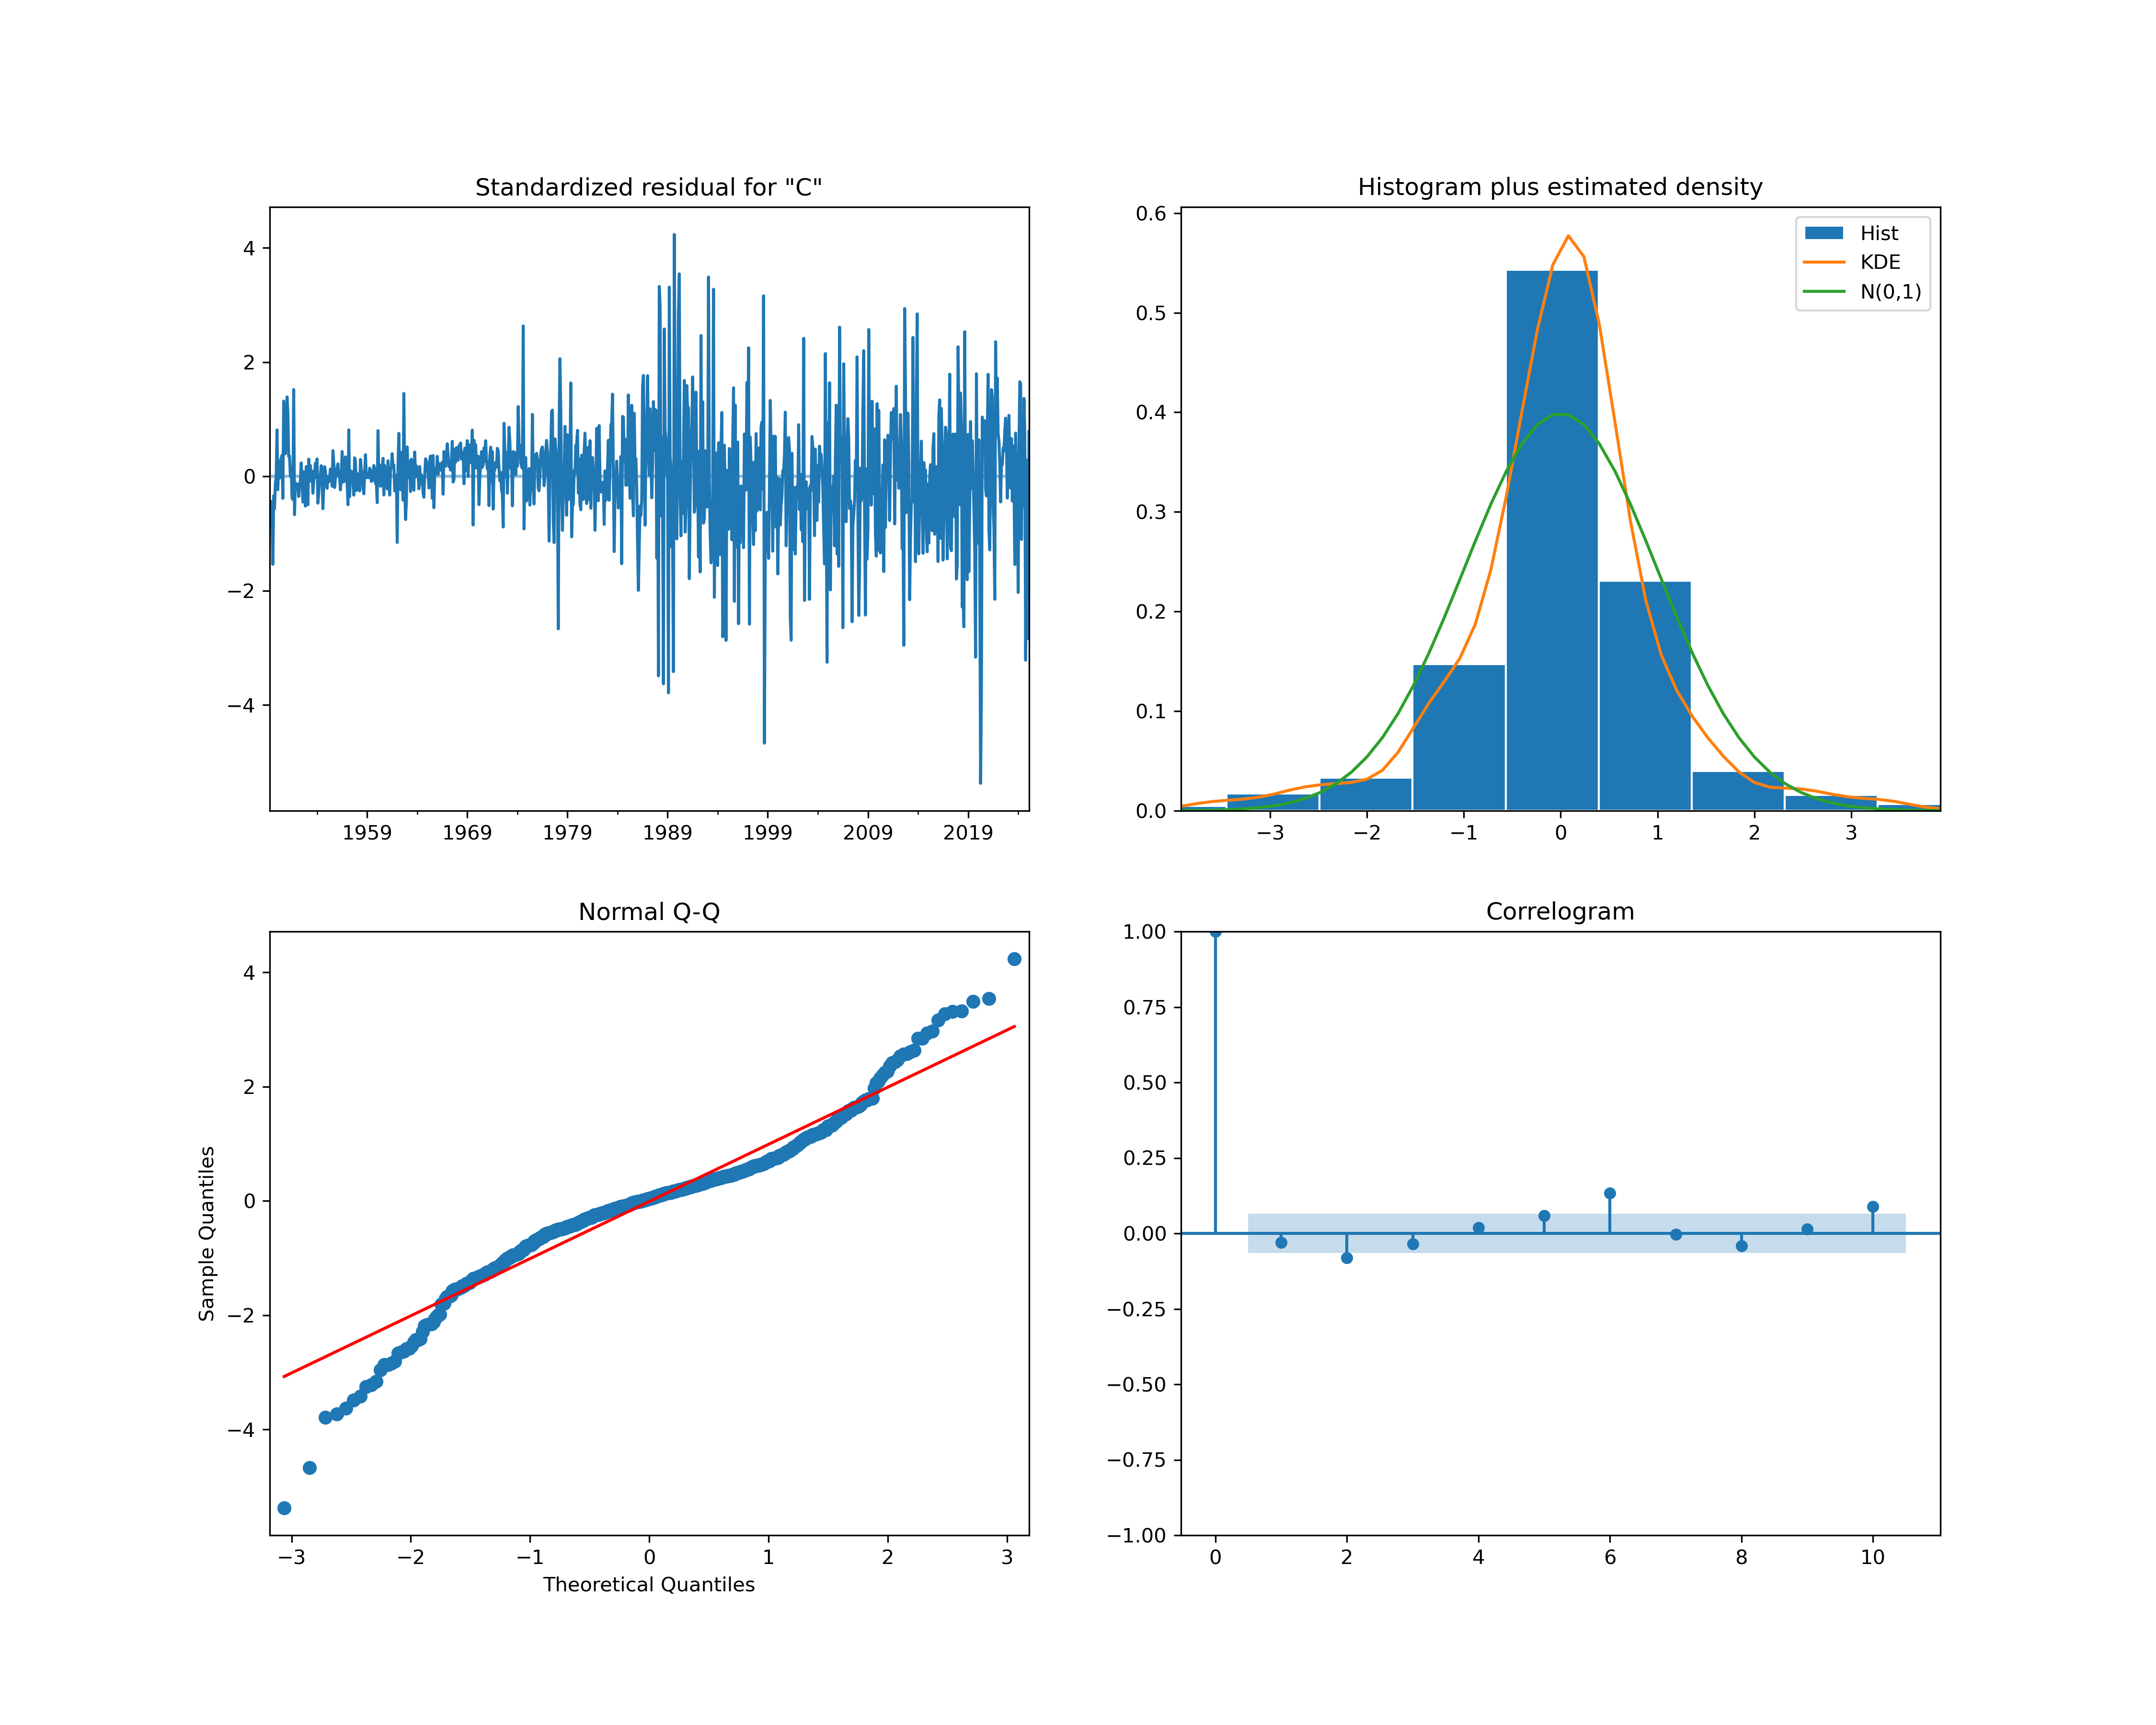 Standardized residual for "C"
4
2
0
−2
−4
1959 1969 1979 1989 1999 2009 2019
Histogram plus estimated density
Hist
KDE
N(0,1)
0.6
0.5
0.4
0.3
0.2
0.1
0.0
−3 −2 −1 0 1 2 3
Normal Q-Q
Sample Quantiles
4
2
0
−2
−4
−3 −2 −1 0 1 2 3
Theoretical Quantiles
Correlogram
1.00
0.75
0.50
0.25
0.00
−0.25
−0.50
−0.75
−1.00
0 2 4 6 8 10